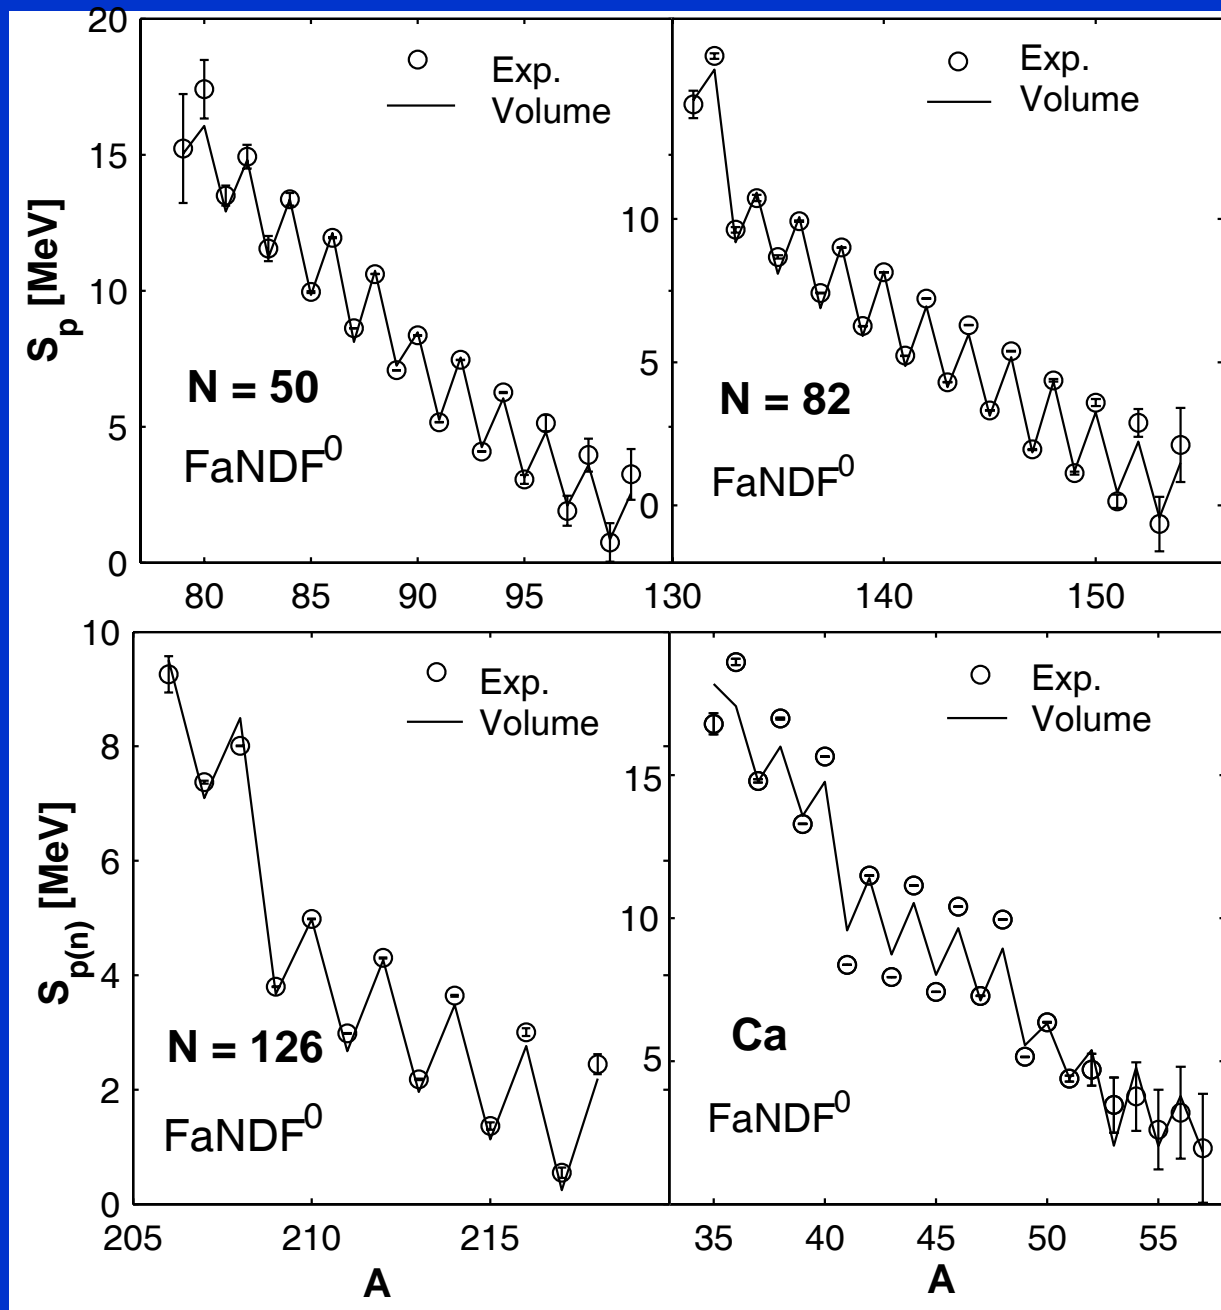 20
15
10
5
0
S_p [MeV]
Exp.
Volume
N = 50
FaNDF^0
80
85
90
95
Exp.
Volume
10
5
0
N = 82
FaNDF^0
130
140
150
10
8
6
4
2
0
S_p(n) [MeV]
Exp.
Volume
N = 126
FaNDF^0
205
210
215
A
Exp.
Volume
15
10
5
Ca
FaNDF^0
35
40
45
50
55
A